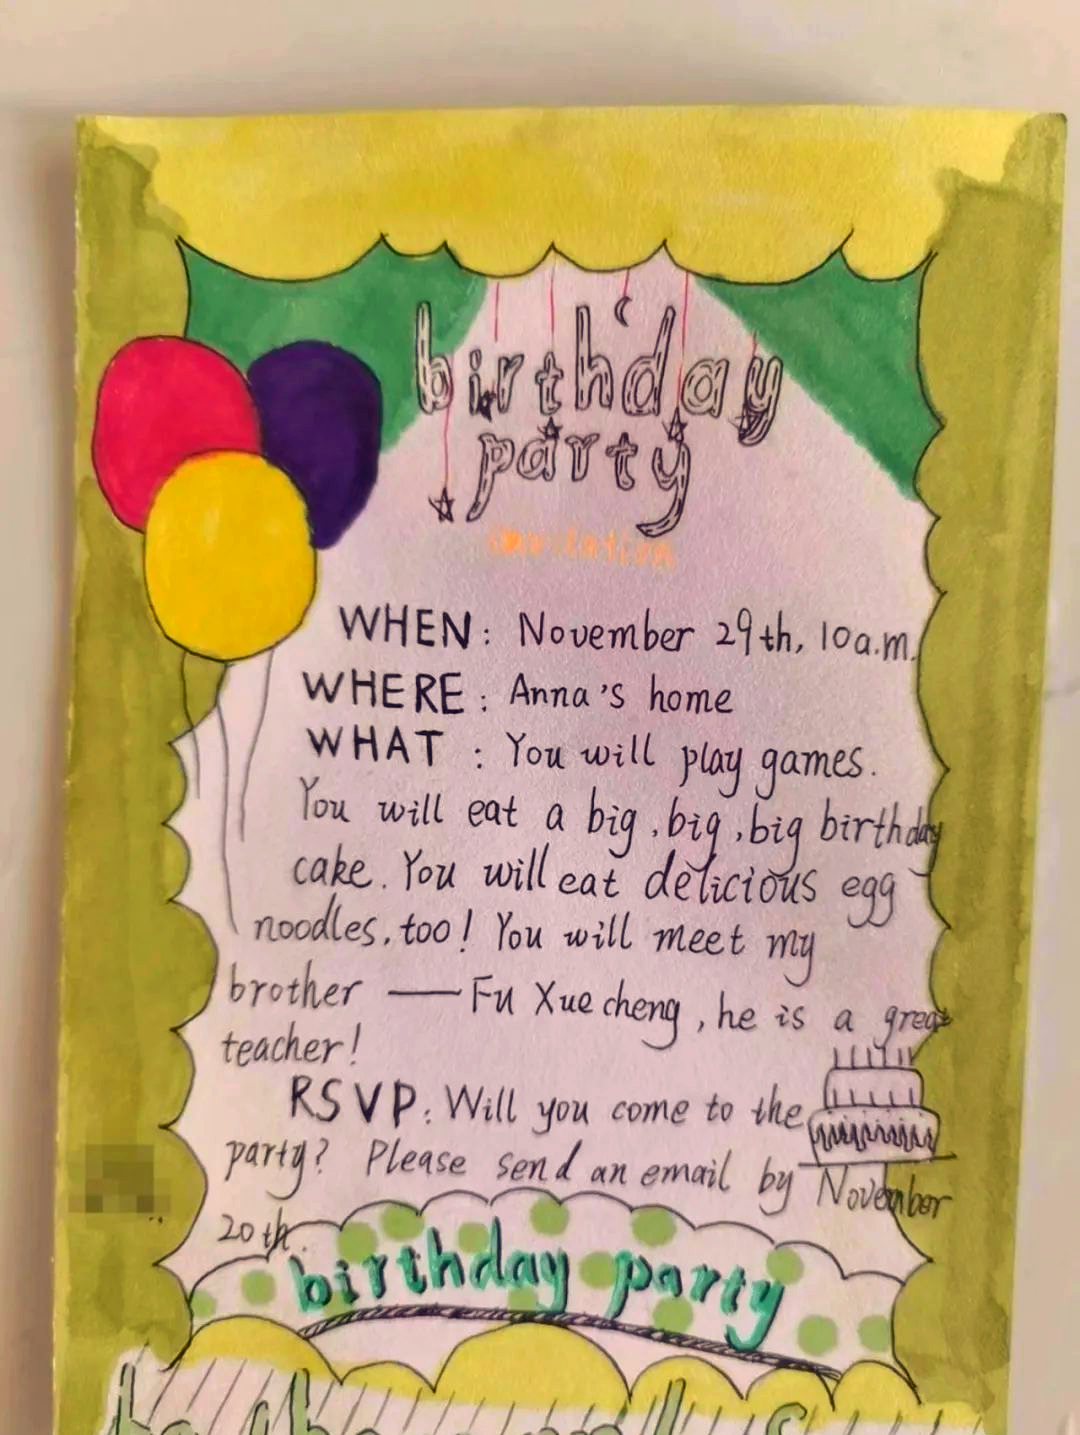 birthday
party
invitation
WHEN: November 29th, 10a.m.
WHERE: Anna's home
WHAT : You will play games.
You will eat a big, big, big birthday
cake. You will eat delicious egg
noodles, too! You will meet my
brother —— Fu Xuecheng, he is a great
teacher!
RSVP: Will you come to the
party? Please send an email by November
20th.
birthday party